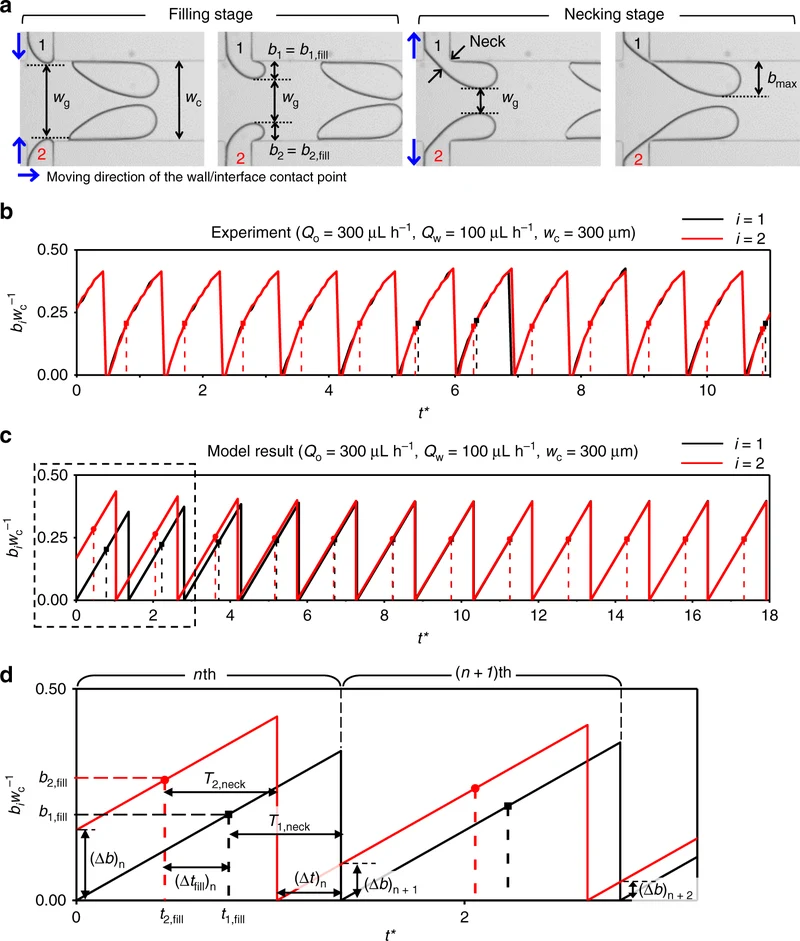 a
Filling stage
Necking stage
1
w_g
w_c
2
1
b_1 = b_1,fill
w_g
b_2 = b_2,fill
2
1
Neck
w_g
2
1
b_max
2
Moving direction of the wall/interface contact point
b
Experiment (Q_o = 300 μL h⁻¹, Q_w = 100 μL h⁻¹, w_c = 300 μm)
i = 1
i = 2
0.50
0.25
0.00
b_i w_c⁻¹
0 2 4 6 8 10
t*
c
Model result (Q_o = 300 μL h⁻¹, Q_w = 100 μL h⁻¹, w_c = 300 μm)
i = 1
i = 2
0.50
0.25
0.00
b_i w_c⁻¹
0 2 4 6 8 10 12 14 16 18
t*
d
nth
(n + 1)th
0.50
b_2,fill
b_1,fill
0.00
b_i w_c⁻¹
T_2,neck
T_1,neck
(Δb)_n
(Δt_fill)_n
(Δt)_n
(Δb)_n + 1
(Δb)_n + 2
0 t_2,fill t_1,fill 2
t*